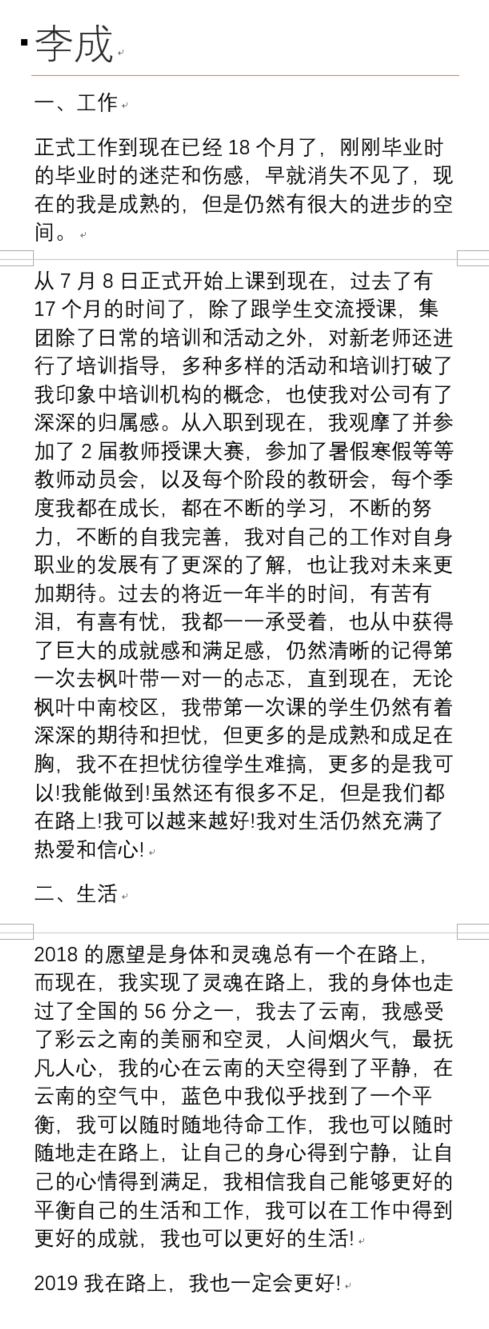 李成
一、工作
正式工作到现在已经 18 个月了，刚刚毕业时
的毕业时的迷茫和伤感，早就消失不见了，现
在的我是成熟的，但是仍然有很大的进步的空
间。
从 7 月 8 日正式开始上课到现在，过去了有
17 个月的时间了，除了跟学生交流授课，集
团除了日常的培训和活动之外，对新老师还进
行了培训指导，多种多样的活动和培训打破了
我印象中培训机构的概念，也使我对公司有了
深深的归属感。从入职到现在，我观摩了并参
加了 2 届教师授课大赛，参加了暑假寒假等等
教师动员会，以及每个阶段的教研会，每个季
度我都在成长，都在不断的学习，不断的努
力，不断的自我完善，我对自己的工作对自身
职业的发展有了更深的了解，也让我对未来更
加期待。过去的将近一年半的时间，有苦有
泪，有喜有忧，我都一一承受着，也从中获得
了巨大的成就感和满足感，仍然清晰的记得第
一次去枫叶带一对一的忐忑，直到现在，无论
枫叶中南校区，我带第一次课的学生仍然有着
深深的期待和担忧，但更多的是成熟和成足在
胸，我不在担忧彷徨学生难搞，更多的是我可
以!我能做到!虽然还有很多不足，但是我们都
在路上!我可以越来越好!我对生活仍然充满了
热爱和信心!
二、生活
2018 的愿望是身体和灵魂总有一个在路上，
而现在，我实现了灵魂在路上，我的身体也走
过了全国的 56 分之一，我去了云南，我感受
了彩云之南的美丽和空灵，人间烟火气，最抚
凡人心，我的心在云南的天空得到了平静，在
云南的空气中，蓝色中我似乎找到了一个平
衡，我可以随时随地待命工作，我也可以随时
随地走在路上，让自己的身心得到宁静，让自
己的心情得到满足，我相信我自己能够更好的
平衡自己的生活和工作，我可以在工作中得到
更好的成就，我也可以更好的生活!
2019 我在路上，我也一定会更好!